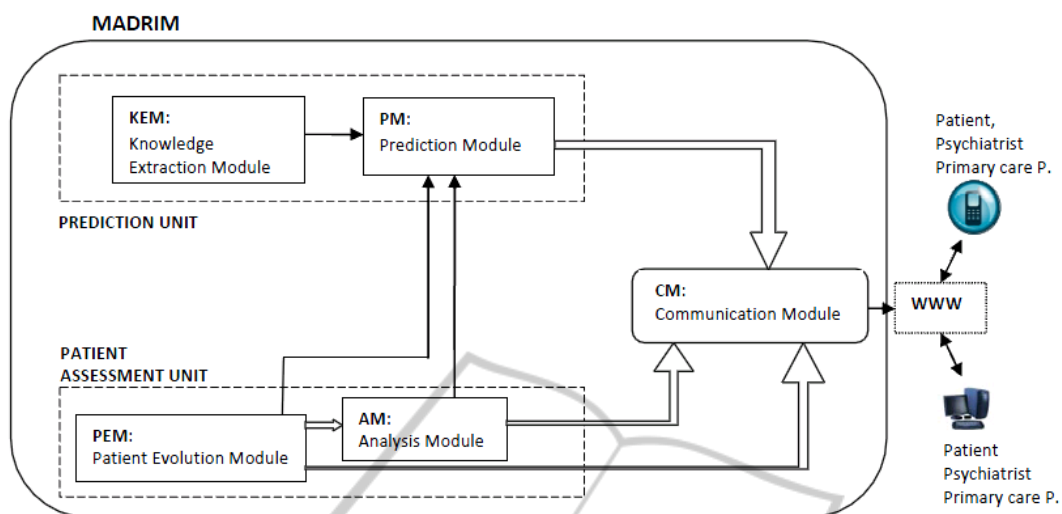 MADRIM
KEM:
Knowledge
Extraction Module
PM:
Prediction Module
PREDICTION UNIT
Patient,
Psychiatrist
Primary care P.
CM:
Communication Module
WWW
PATIENT
ASSESSMENT UNIT
PEM:
Patient Evolution Module
AM:
Analysis Module
Patient
Psychiatrist
Primary care P.